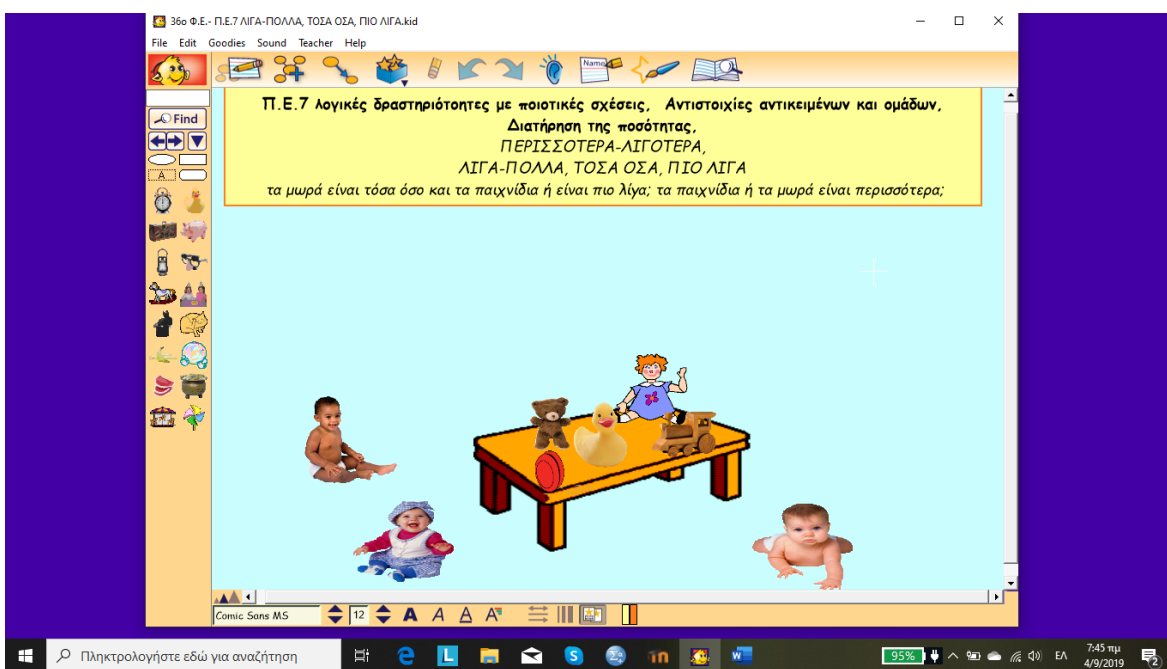 36ο Φ.Ε.- Π.Ε.7 ΛΙΓΑ-ΠΟΛΛΑ, ΤΟΣΑ ΟΣΑ, ΠΙΟ ΛΙΓΑ.kid
File Edit Goodies Sound Teacher Help
Name
Find
A
Π.Ε.7 λογικές δραστηριότοητες με ποιοτικές σχέσεις, Αντιστοιχίες αντικειμένων και ομάδων,
Διατήρηση της ποσότητας,
ΠΕΡΙΣΣΟΤΕΡΑ-ΛΙΓΟΤΕΡΑ,
ΛΙΓΑ-ΠΟΛΛΑ, ΤΟΣΑ ΟΣΑ, ΠΙΟ ΛΙΓΑ
τα μωρά είναι τόσα όσο και τα παιχνίδια ή είναι πιο λίγα; τα παιχνίδια ή τα μωρά είναι περισσότερα;
Comic Sans MS 12 A A A A
Πληκτρολογήστε εδώ για αναζήτηση
95% ΕΛ 7:45 πμ
4/9/2019 2